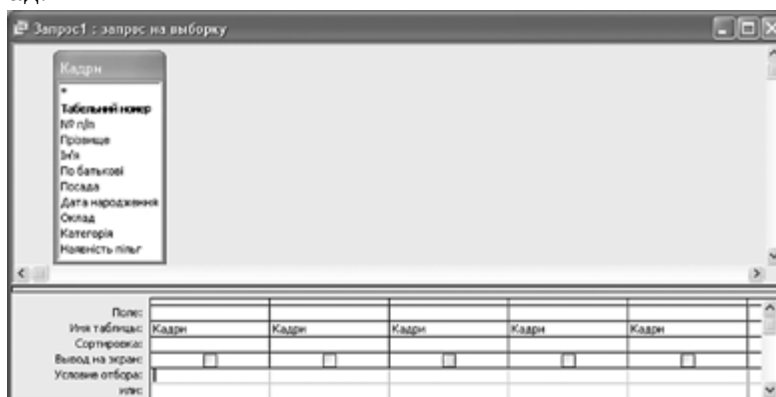 Запрос1 : запрос на выборку
Кадри
*
Табельний номер
№ п/п
Прізвище
Ім'я
По батькові
Посада
Дата народження
Оклад
Категорія
Наявність пільг
Поле:
Имя таблицы: Кадри Кадри Кадри Кадри Кадри
Сортировка:
Вывод на экран:
Условие отбора:
или: